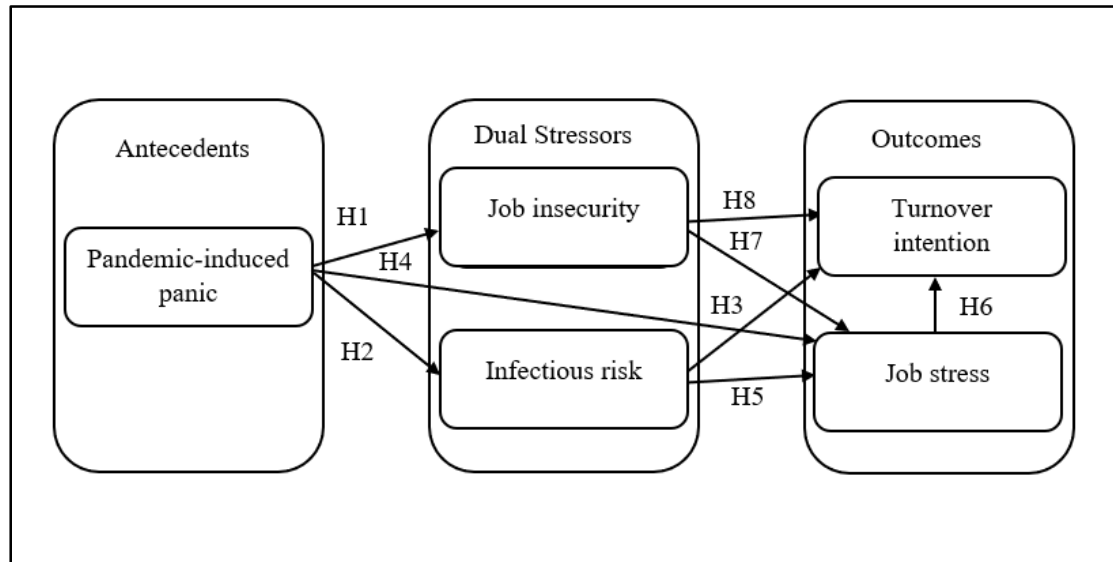 Antecedents
Pandemic-induced
panic
H1
H4
H2
Dual Stressors
Job insecurity
Infectious risk
H8
H7
H3
H5
Outcomes
Turnover
intention
H6
Job stress